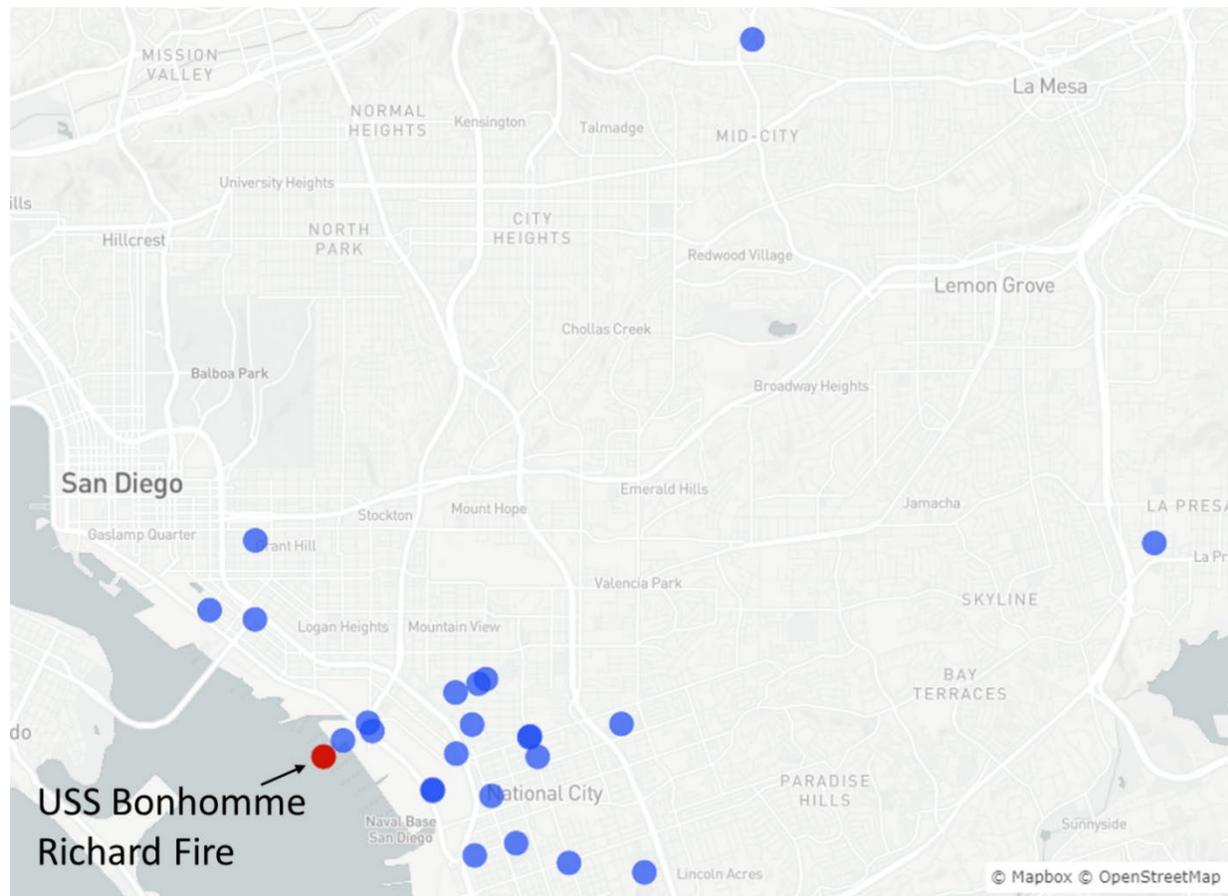 MISSION
VALLEY
La Mesa
NORMAL
HEIGHTS
Kensington
Talmadge
MID-CITY
University Heights
ills
NORTH
PARK
CITY
HEIGHTS
Hillcrest
Redwood Village
Lemon Grove
Chollas Creek
Balboa Park
Broadway Heights
San Diego
Emerald Hills
Stockton
Mount Hope
Jamacha
LA PRESA
Gaslamp Quarter
Grant Hill
La Pr
Valencia Park
SKYLINE
Logan Heights
Mountain View
BAY
TERRACES
do
USS Bonhomme
Richard Fire
National City
PARADISE
HILLS
Naval Base
San Diego
Sunnyside
Lincoln Acres
© Mapbox © OpenStreetMap